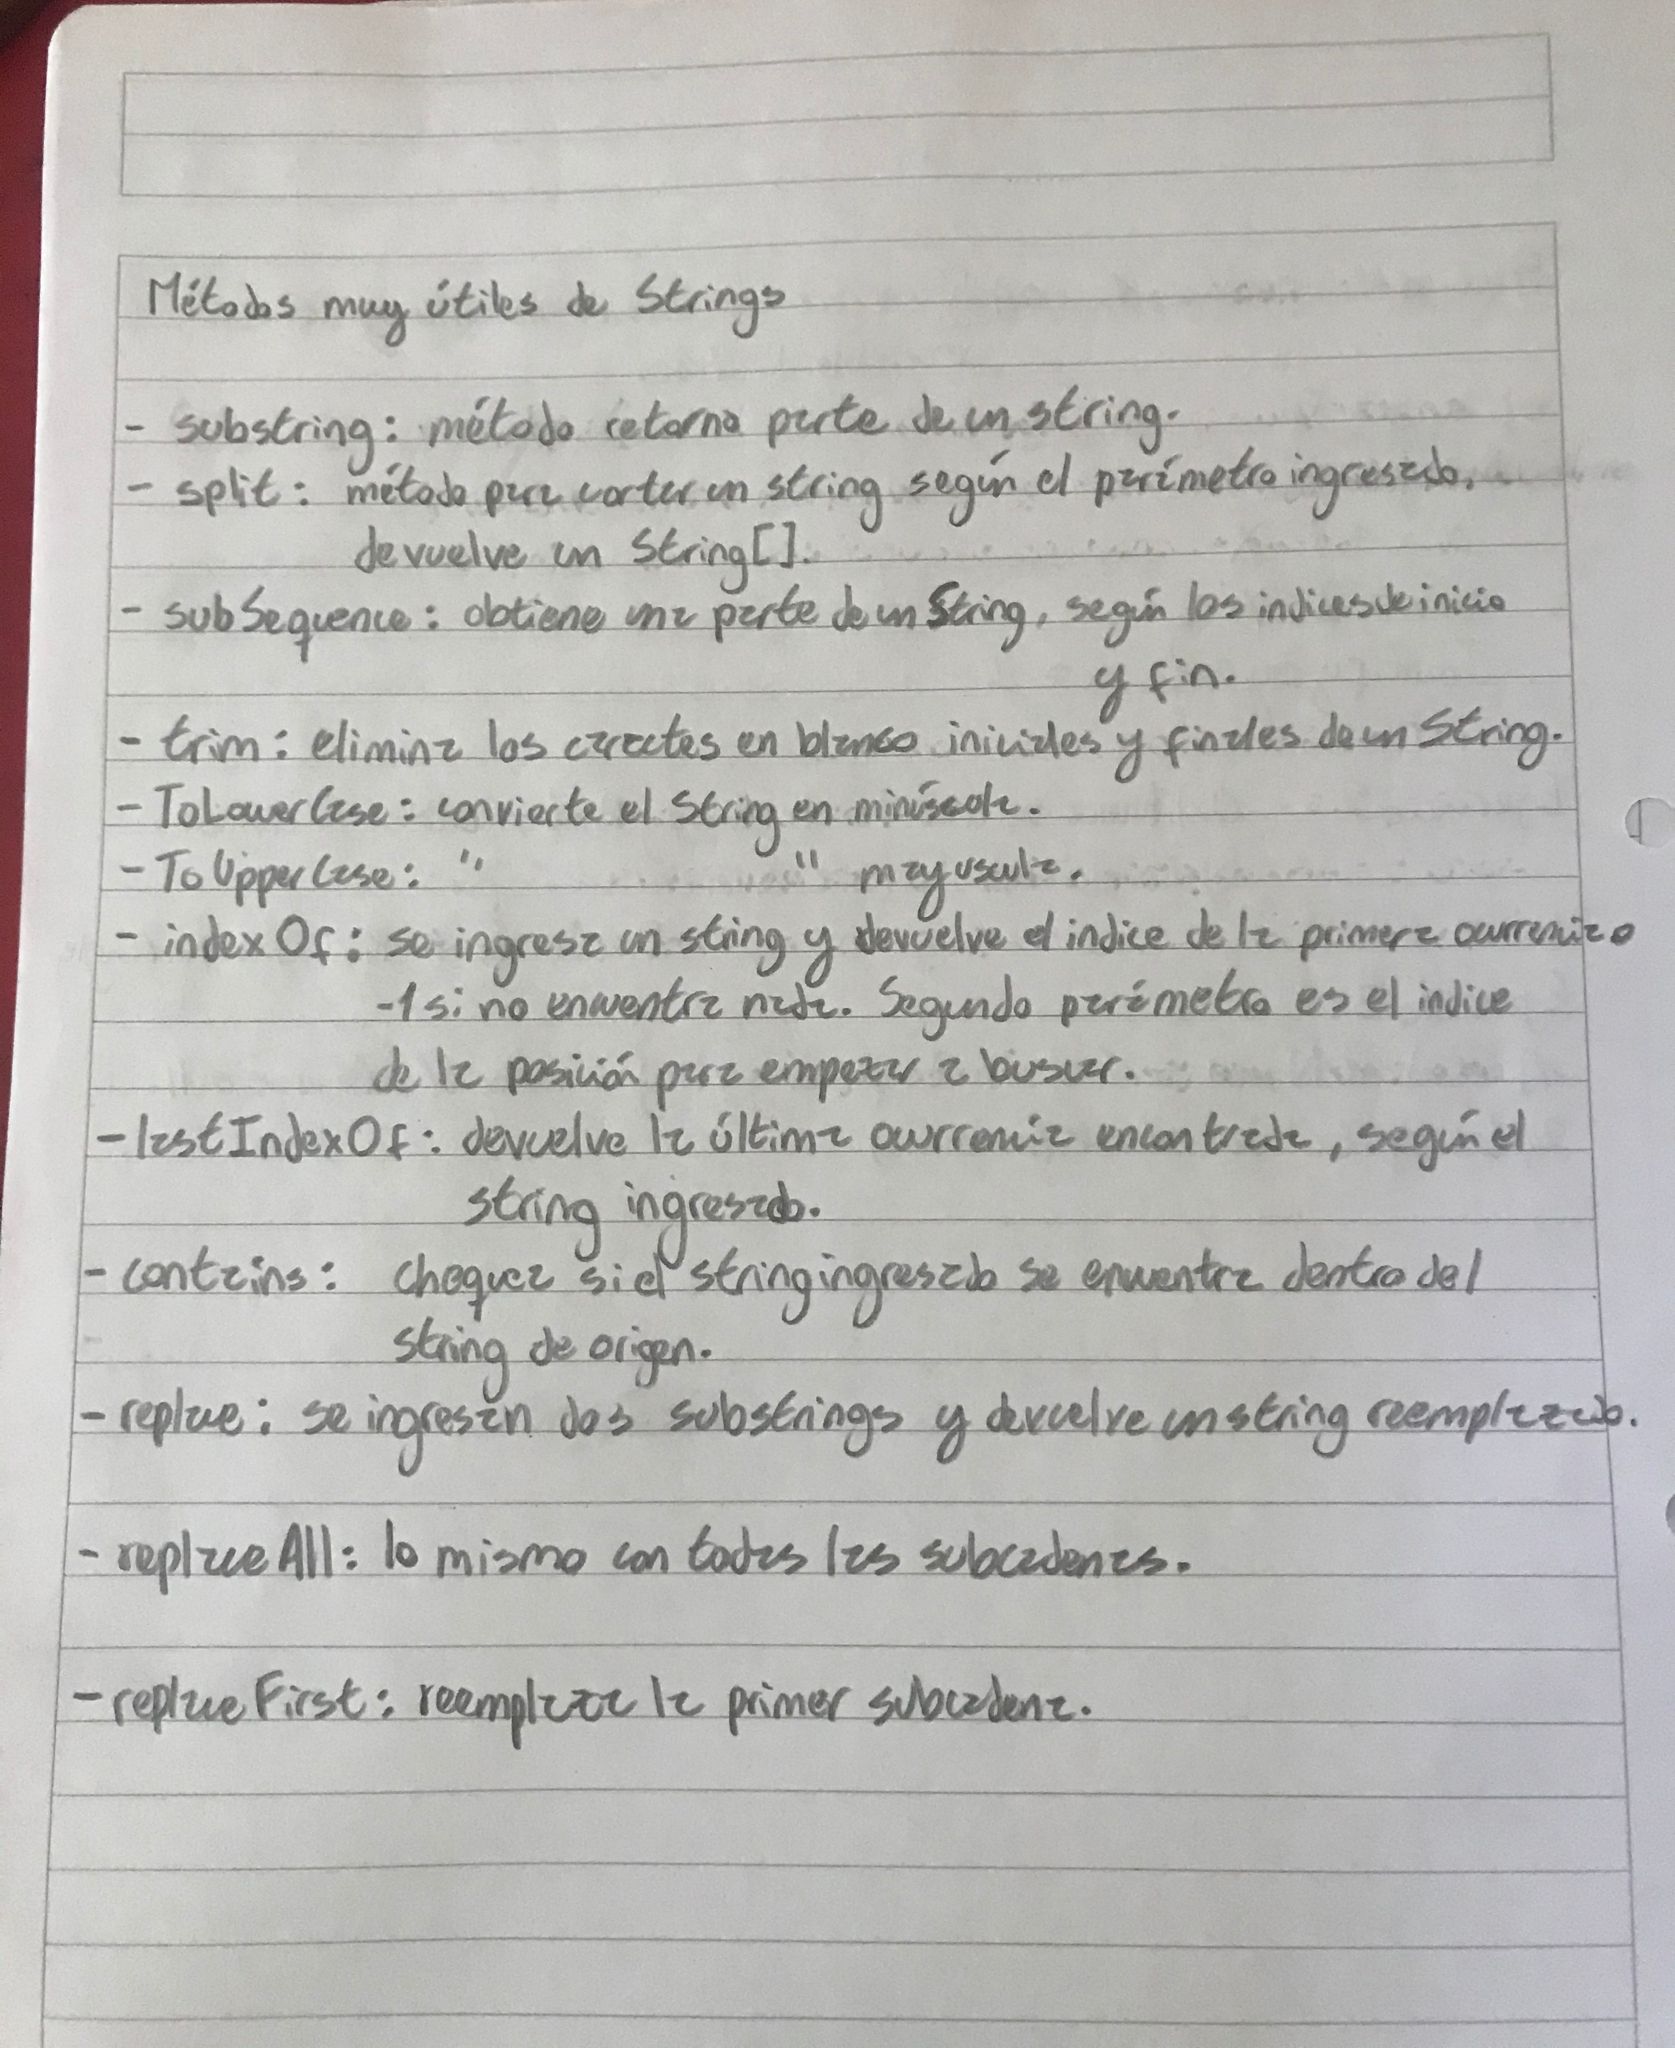 Métodos muy útiles de Strings
- substring: método retorna parte de un string.
- split: método para cortar un string según el parámetro ingresado,
devuelve un String[].
- subSequence: obtiene una parte de un String, según los indices de inicio
y fin.
- trim: elimina los caractes en blanco iniciales y finales de un String.
- ToLowerCase: convierte el String en minúscula.
- ToUpperCase: " " mayuscula.
- indexOf: se ingresa un string y devuelve el indice de la primera ocurrencia o
-1 si no encuentra nada. Segundo parámetro es el indice
de la posición para empezar a buscar.
- lastIndexOf: devuelve la última ocurrencia encontrada, según el
string ingresado.
- contains: chequea si el string ingresado se encuentra dentro del
string de origen.
- replace: se ingresan dos substrings y devuelve un string reemplazado.
- replaceAll: lo mismo con todas las subcadenas.
- replaceFirst: reemplaza la primer subcadena.